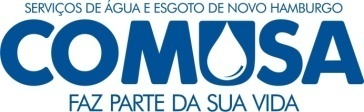 SERVIÇOS DE ÁGUA E ESGOTO DE NOVO HAMBURGO
COMUSA
FAZ PARTE DA SUA VIDA